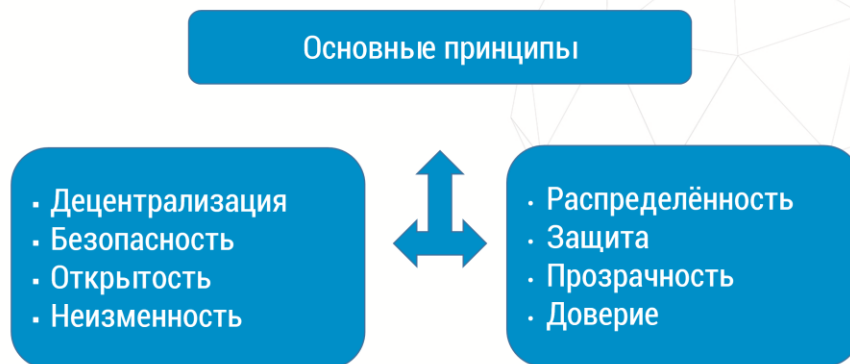 Основные принципы
▪ Децентрализация
▪ Безопасность
▪ Открытость
▪ Неизменность
• Распределённость
• Защита
• Прозрачность
• Доверие